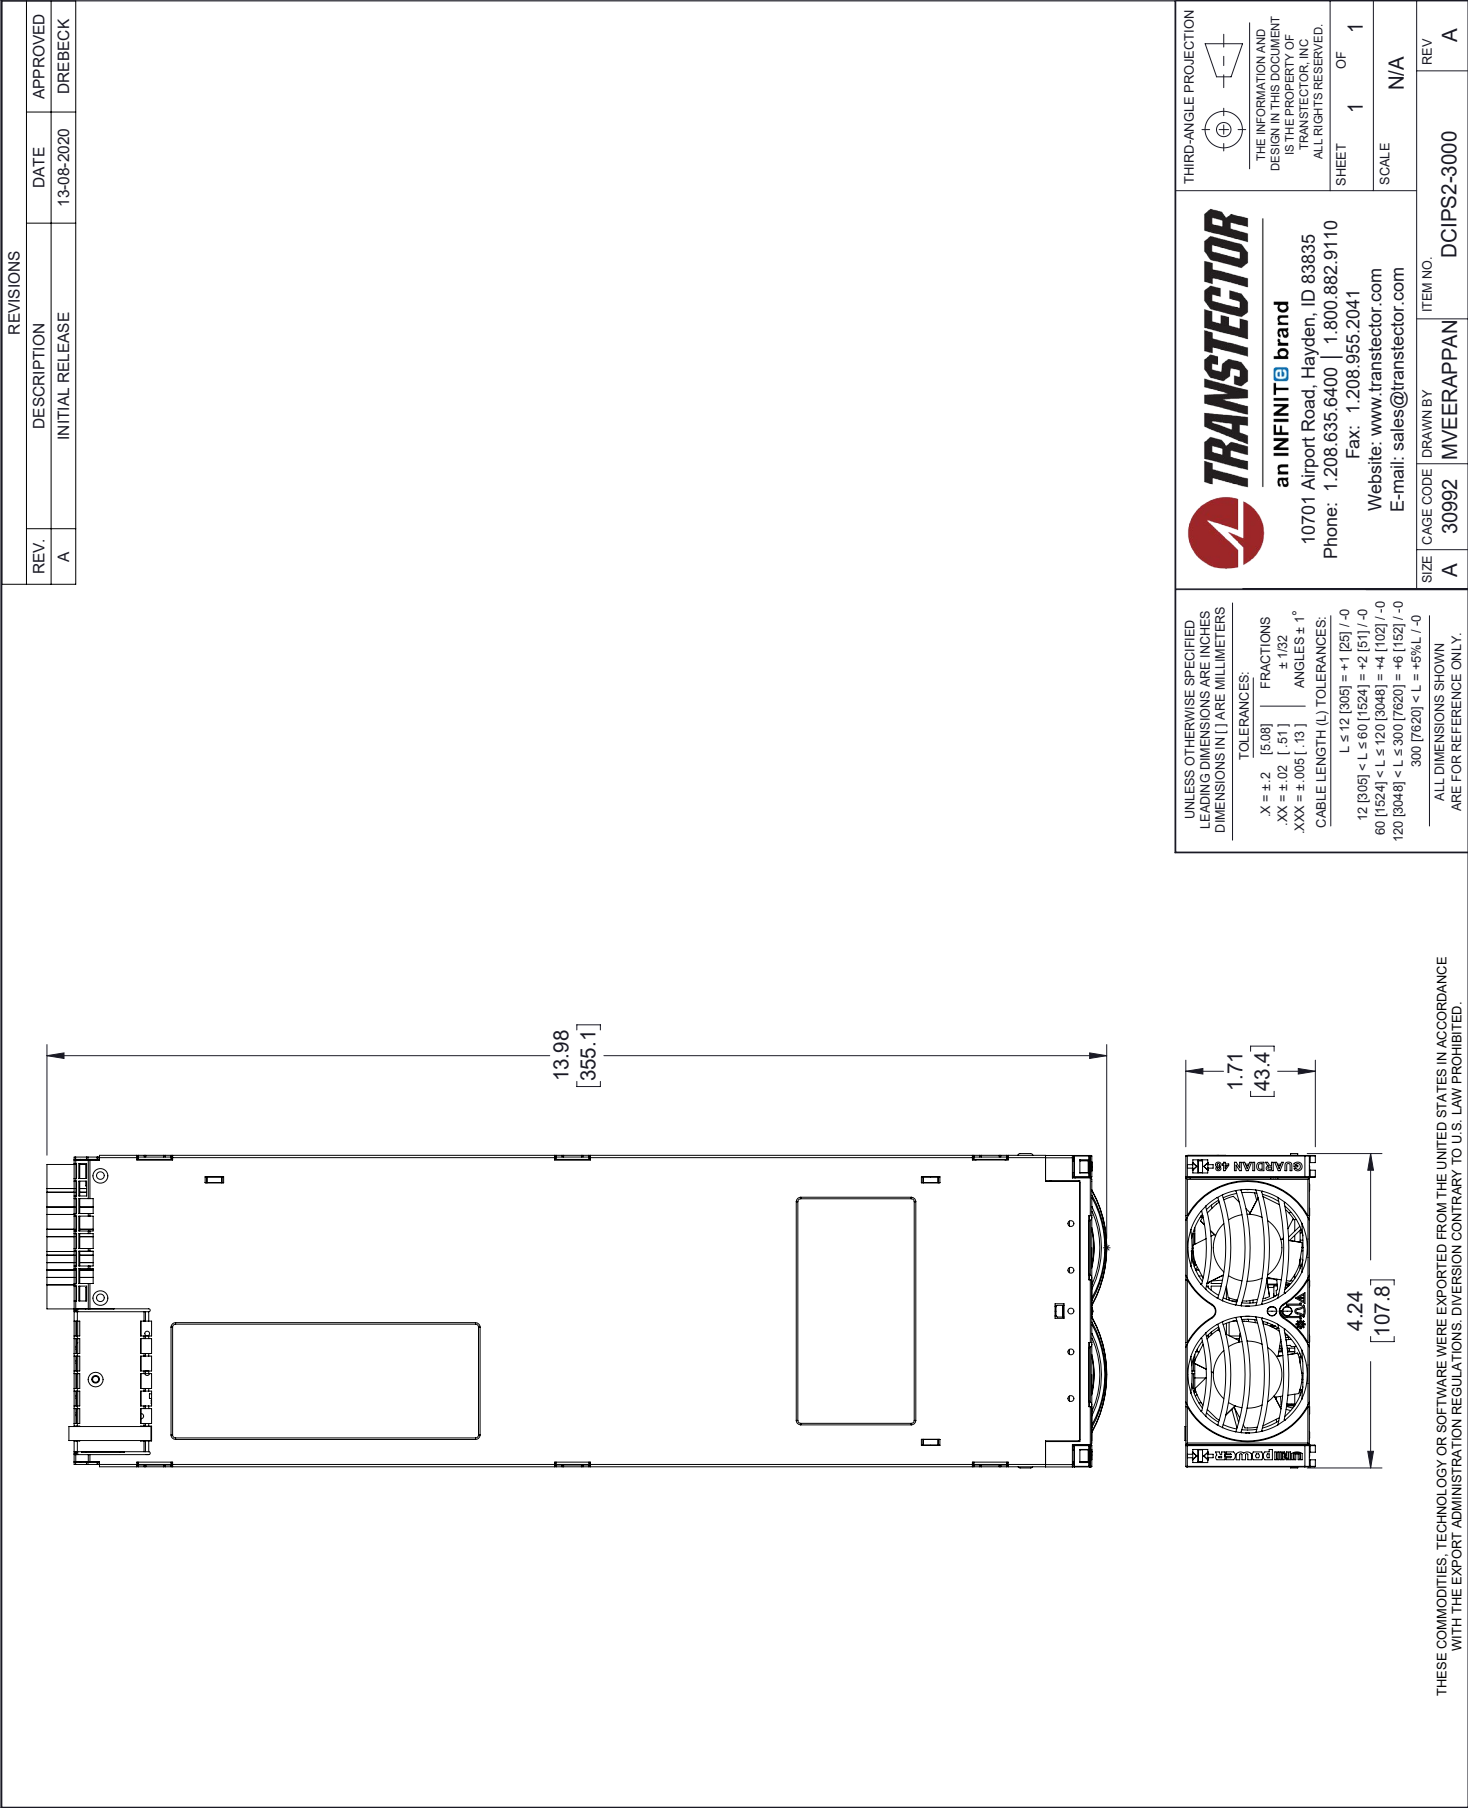 REVISIONS
REV. DESCRIPTION DATE APPROVED
A INITIAL RELEASE 13-08-2020 DREBECK
13.98
[355.1]
1.71
[43.4]
4.24
[107.8]
GUARDIAN 48
UNIPOWER
THESE COMMODITIES, TECHNOLOGY OR SOFTWARE WERE EXPORTED FROM THE UNITED STATES IN ACCORDANCE
WITH THE EXPORT ADMINISTRATION REGULATIONS. DIVERSION CONTRARY TO U.S. LAW PROHIBITED.
UNLESS OTHERWISE SPECIFIED
LEADING DIMENSIONS ARE INCHES
DIMENSIONS IN [ ] ARE MILLIMETERS
TOLERANCES:
.X = ±.2 [5.08] FRACTIONS
.XX = ±.02 [ .51 ] ± 1/32
.XXX = ±.005 [ .13 ] ANGLES ± 1°
CABLE LENGTH (L) TOLERANCES:
L ≤ 12 [305] = +1 [25] / -0
12 [305] < L ≤ 60 [1524] = +2 [51] / -0
60 [1524] < L ≤ 120 [3048] = +4 [102] / -0
120 [3048] < L ≤ 300 [7620] = +6 [152] / -0
300 [7620] < L = +5%L / -0
ALL DIMENSIONS SHOWN
ARE FOR REFERENCE ONLY.
TRANSTECTOR
an INFINITe brand
10701 Airport Road, Hayden, ID 83835
Phone: 1.208.635.6400 | 1.800.882.9110
Fax: 1.208.955.2041
Website: www.transtector.com
E-mail: sales@transtector.com
THIRD-ANGLE PROJECTION
THE INFORMATION AND
DESIGN IN THIS DOCUMENT
IS THE PROPERTY OF
TRANSTECTOR, INC
ALL RIGHTS RESERVED.
SHEET 1 OF 1
SCALE N/A
SIZE CAGE CODE DRAWN BY ITEM NO. REV
A 30992 MVEERAPPAN DCIPS2-3000 A